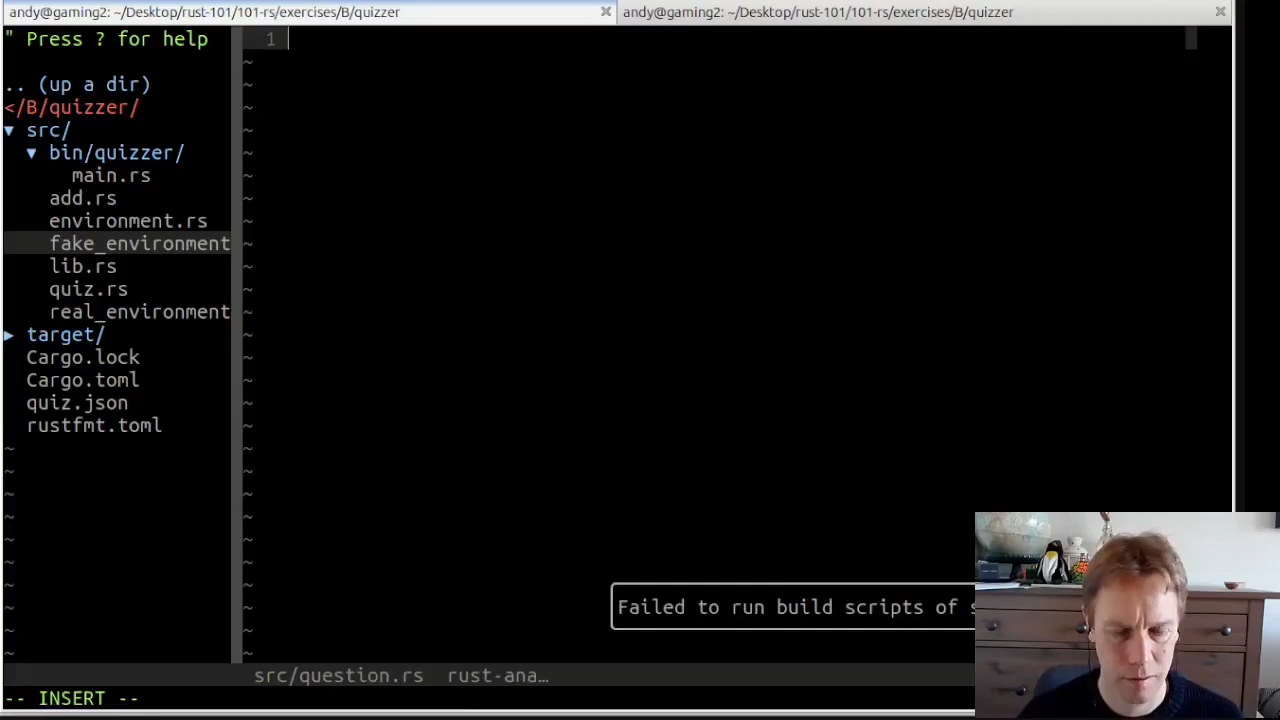 andy@gaming2: ~/Desktop/rust-101/101-rs/exercises/B/quizzer
andy@gaming2: ~/Desktop/rust-101/101-rs/exercises/B/quizzer
" Press ? for help
1
.. (up a dir)
~
</B/quizzer/
~
▼ src/
~
▼ bin/quizzer/
~
main.rs
~
add.rs
~
environment.rs
~
fake_environment
~
lib.rs
~
quiz.rs
~
real_environment
~
▶ target/
~
Cargo.lock
~
Cargo.toml
~
quiz.json
~
rustfmt.toml
~
Failed to run build scripts of s
src/question.rs rust-ana…
-- INSERT --